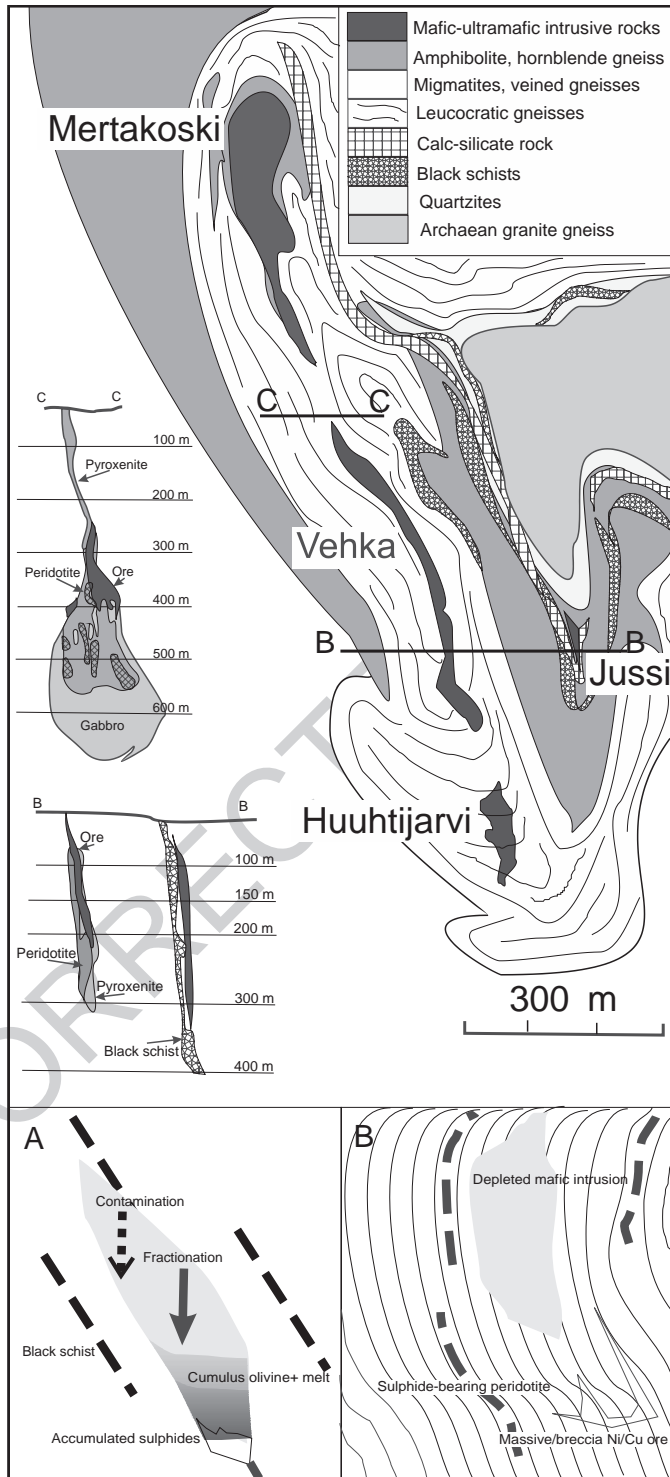 Mafic-ultramafic intrusive rocks
Amphibolite, hornblende gneiss
Migmatites, veined gneisses
Leucocratic gneisses
Calc-silicate rock
Black schists
Quartzites
Archaean granite gneiss
Mertakoski
C C
C C
100 m
Pyroxenite
200 m
300 m
Peridotite Ore
400 m
500 m
600 m
Gabbro
Vehka
B B
Jussi
Huuhtijarvi
B B
Ore
100 m
150 m
200 m
Peridotite
Pyroxenite
300 m
Black schist
400 m
300 m
ORRECT
A
Contamination
Fractionation
Black schist
Cumulus olivine+ melt
Accumulated sulphides
B
Depleted mafic intrusion
Sulphide-bearing peridotite
Massive/breccia Ni/Cu ore